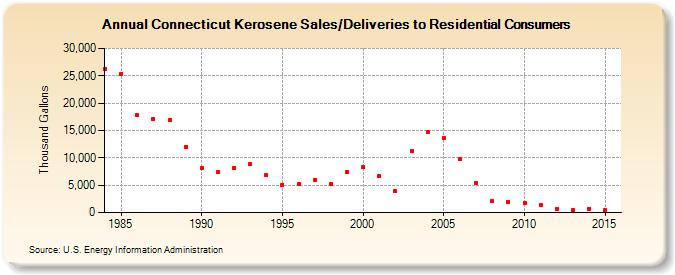 Annual Connecticut Kerosene Sales/Deliveries to Residential Consumers
Thousand Gallons
30,000
25,000
20,000
15,000
10,000
5,000
0
1985 1990 1995 2000 2005 2010 2015
Source: U.S. Energy Information Administration